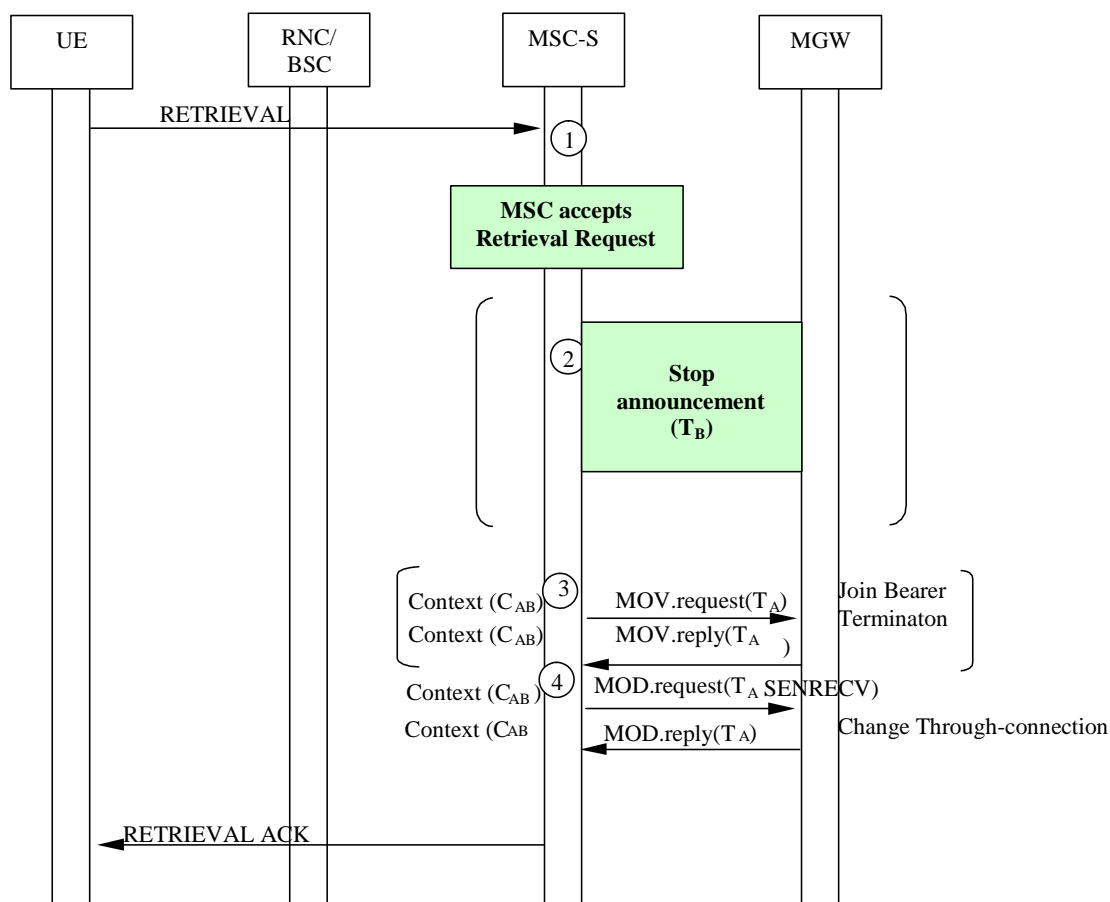 UE
RNC/
BSC
MSC-S
MGW
RETRIEVAL
1
MSC accepts
Retrieval Request
2
Stop
announcement
(TB)
3
Context (CAB)
MOV.request(TA)
Join Bearer
Terminaton
Context (CAB)
MOV.reply(TA )
4
Context (CAB)
MOD.request(TA SENRECV)
Context (CAB
MOD.reply(TA)
Change Through-connection
RETRIEVAL ACK